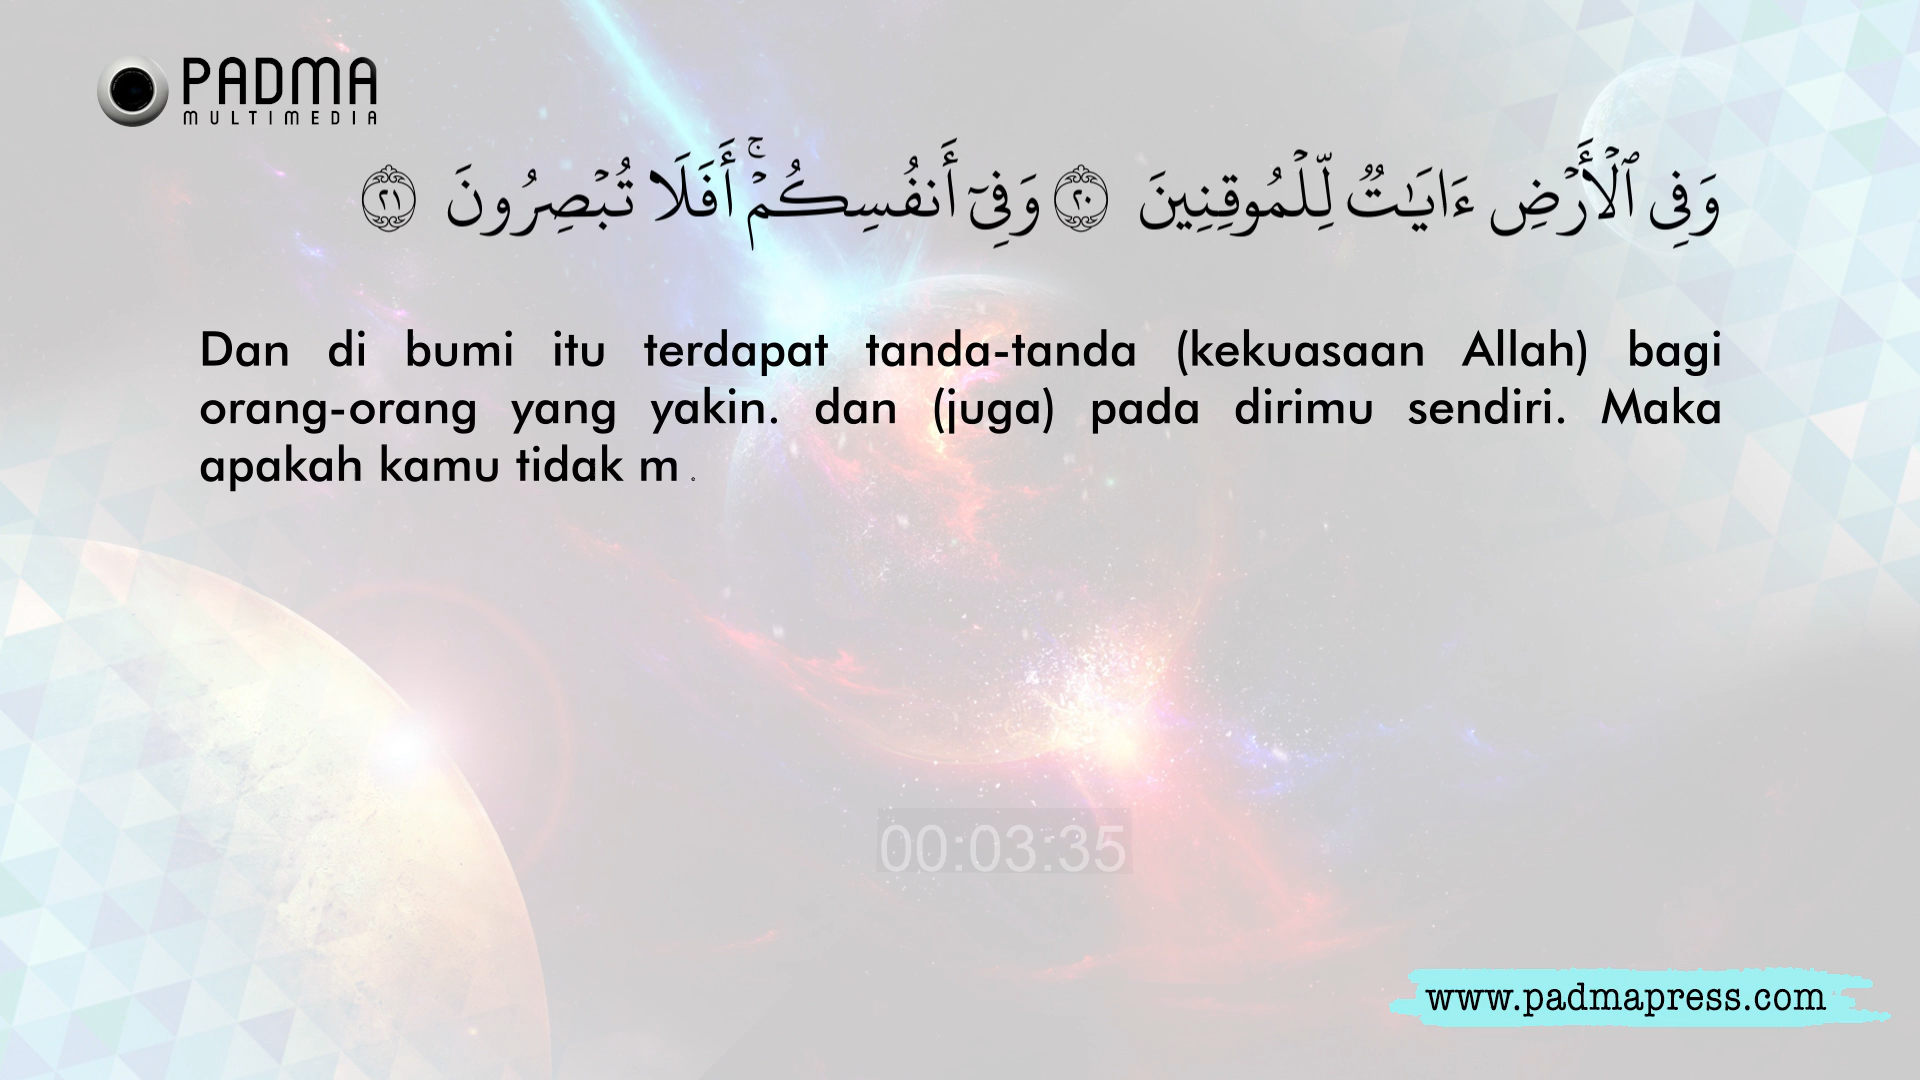 PADMA
MULTIMEDIA
وَفِي ٱلْأَرْضِ ءَايَٰتٌ لِّلْمُوقِنِينَ ٢٠ وَفِيٓ أَنفُسِكُمْ ۚ أَفَلَا تُبْصِرُونَ ٢١
Dan di bumi itu terdapat tanda-tanda (kekuasaan Allah) bagi
orang-orang yang yakin. dan (juga) pada dirimu sendiri. Maka
apakah kamu tidak m
00:03:35
www.padmapress.com